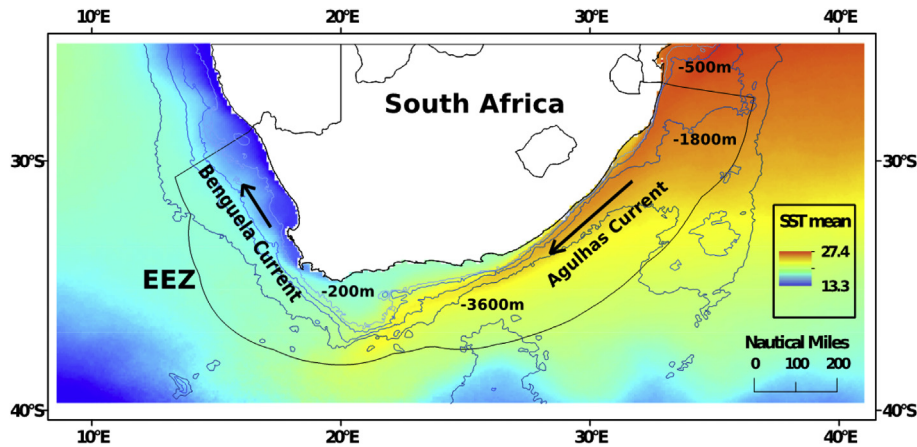 10°E 20°E 30°E 40°E
-500m
South Africa
-1800m
30°S 30°S
Benguela Current
Agulhas Current
SST mean
27.4
13.3
EEZ
-200m
-3600m
Nautical Miles
0 100 200
40°S 40°S
10°E 20°E 30°E 40°E